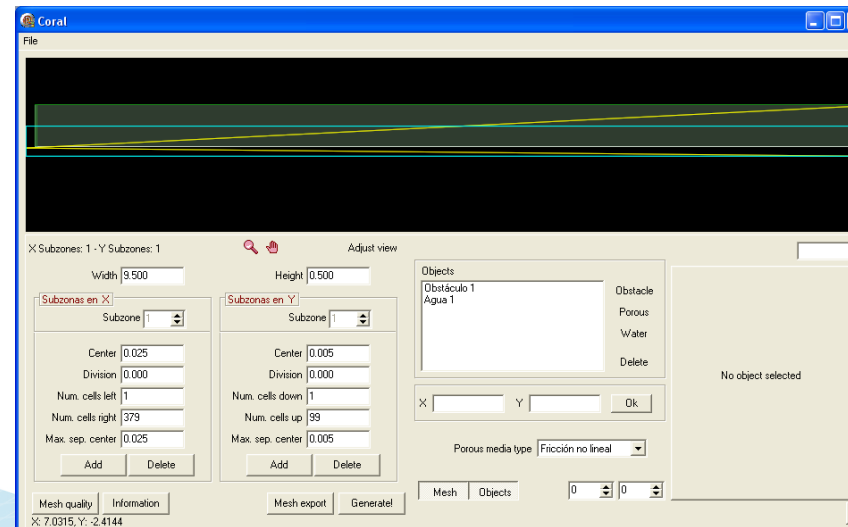 Coral
File
X Subzones: 1 - Y Subzones: 1
Adjust view
Width 9.500
Height 0.500
Subzonas en X
Subzone 1
Center 0.025
Division 0.000
Num. cells left 1
Num. cells right 379
Max. sep. center 0.025
Add Delete
Subzonas en Y
Subzone 1
Center 0.005
Division 0.000
Num. cells down 1
Num. cells up 99
Max. sep. center 0.005
Add Delete
Mesh quality Information
Mesh export Generate!
X: 7.0315, Y: -2.4144
Objects
Obstáculo 1
Agua 1
Obstacle
Porous
Water
Delete
X Y Ok
Porous media type Fricción no lineal
Mesh Objects 0 0
No object selected